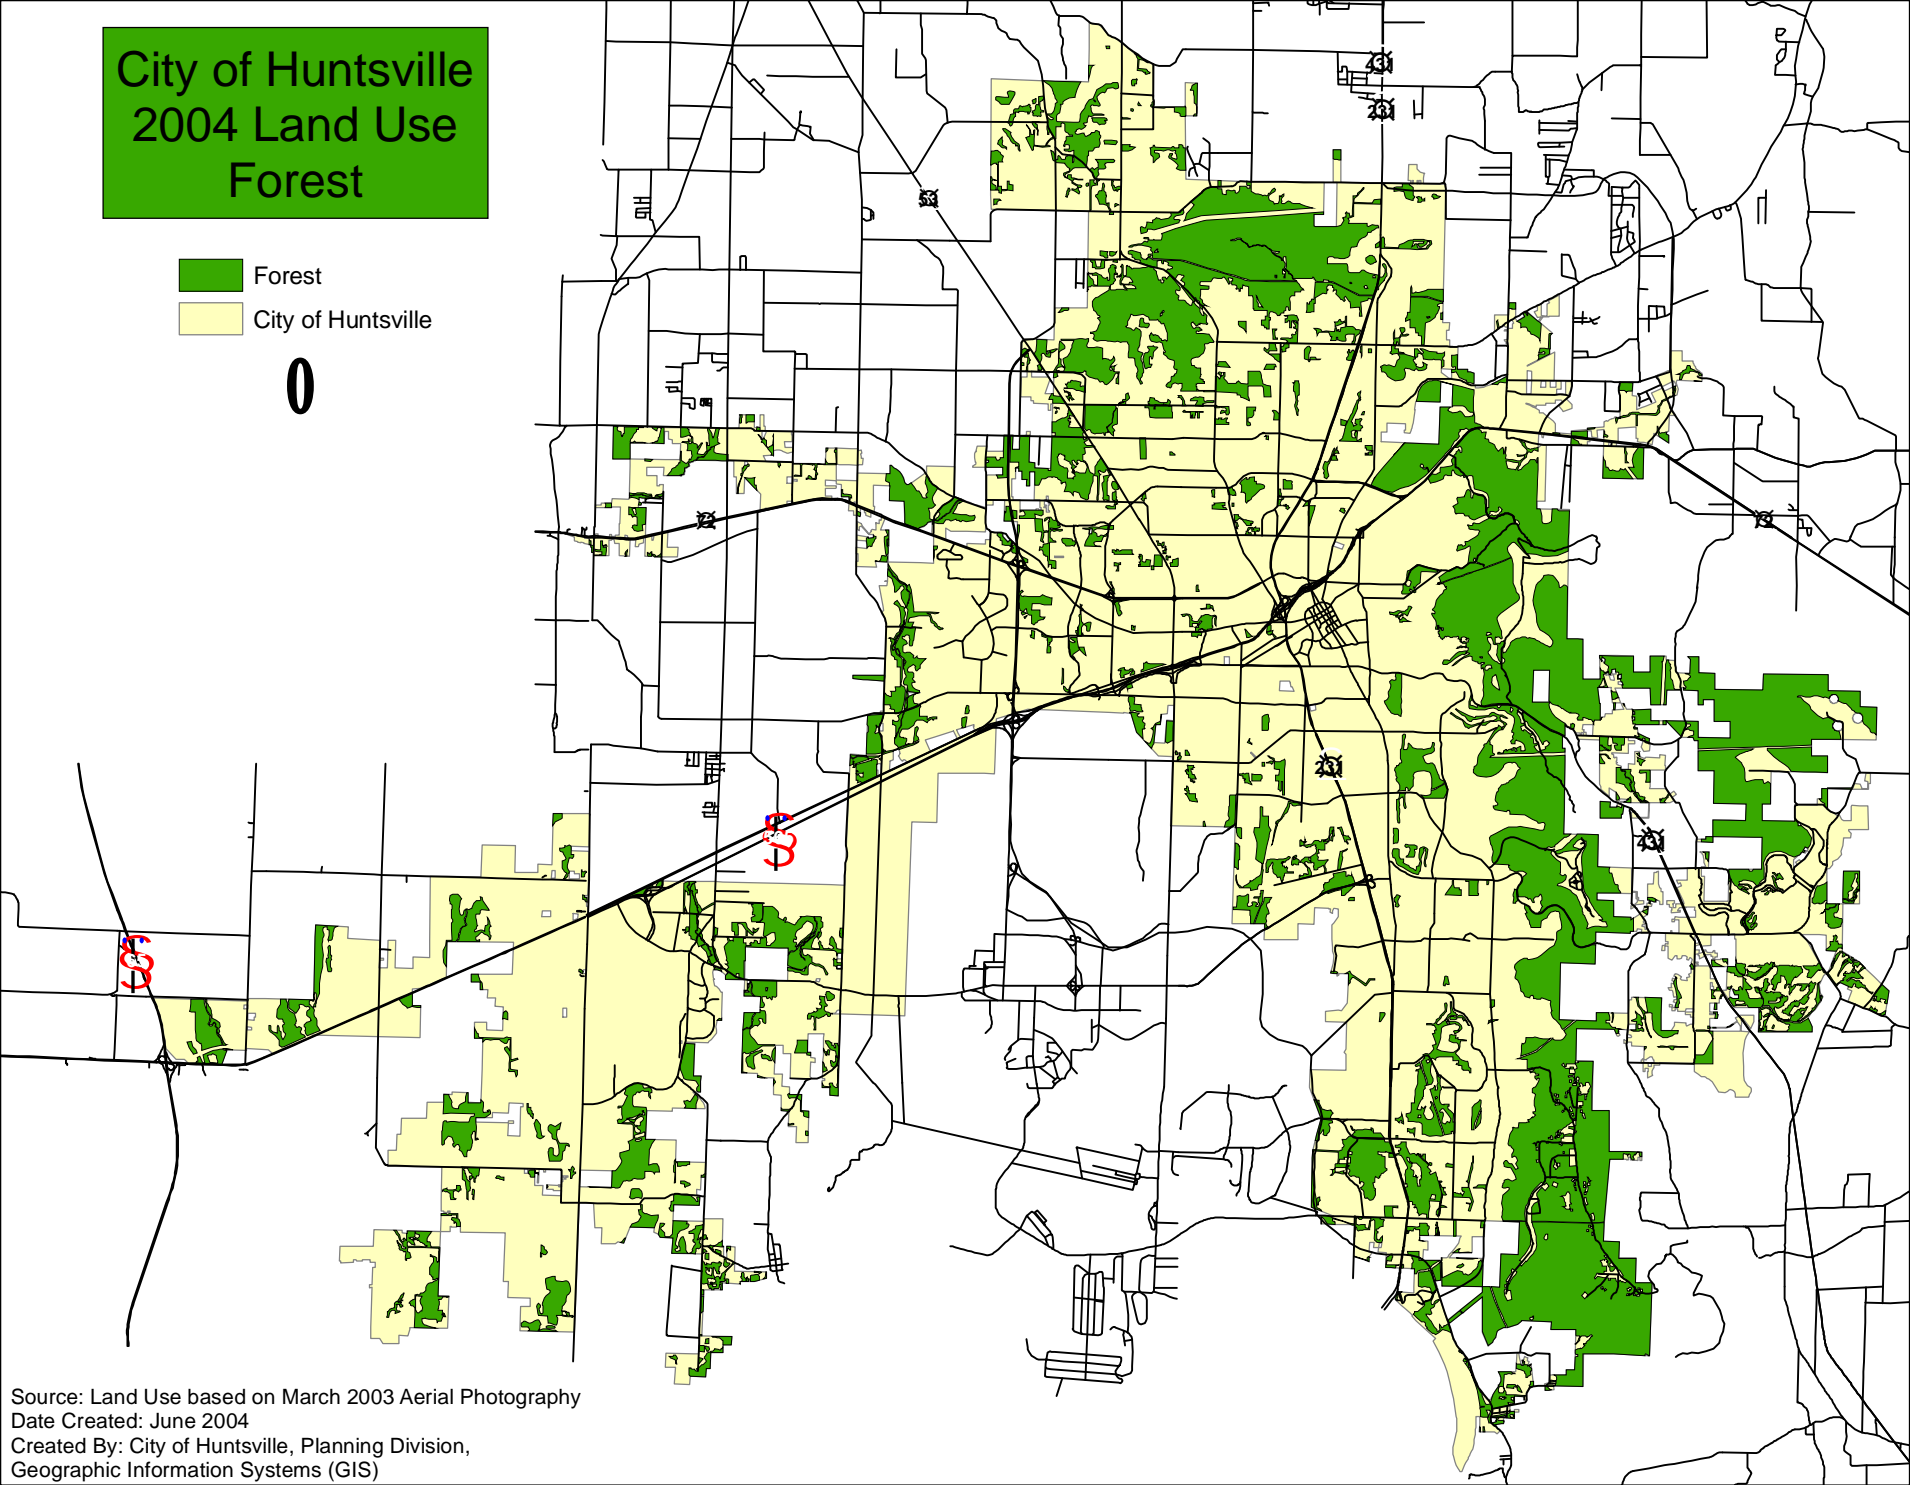 City of Huntsville
2004 Land Use
Forest
Forest
City of Huntsville
0
431
231
53
72
72
231
431
Source: Land Use based on March 2003 Aerial Photography
Date Created: June 2004
Created By: City of Huntsville, Planning Division,
Geographic Information Systems (GIS)